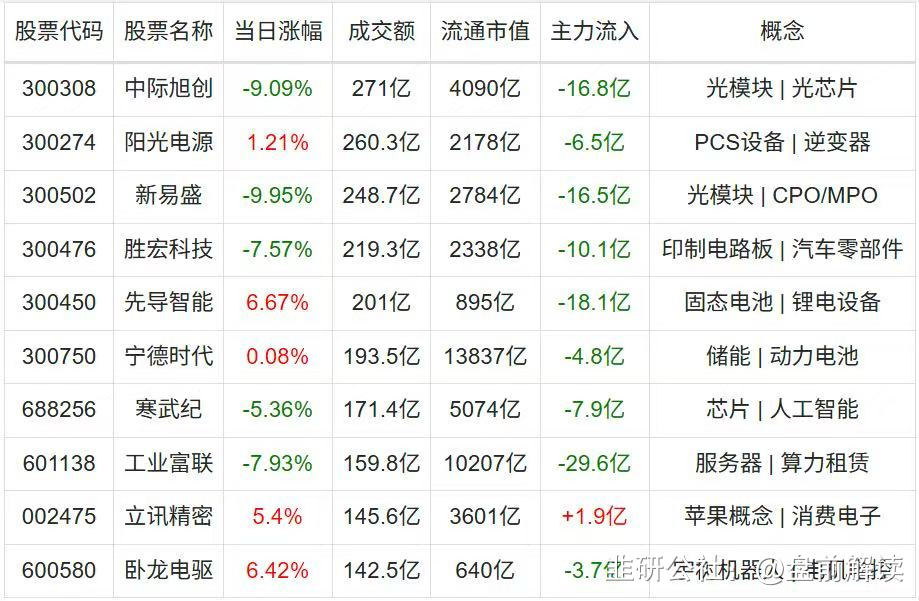 股票代码 股票名称 当日涨幅 成交额 流通市值 主力流入 概念
300308 中际旭创 -9.09% 271亿 4090亿 -16.8亿 光模块 | 光芯片
300274 阳光电源 1.21% 260.3亿 2178亿 -6.5亿 PCS设备 | 逆变器
300502 新易盛 -9.95% 248.7亿 2784亿 -16.5亿 光模块 | CPO/MPO
300476 胜宏科技 -7.57% 219.3亿 2338亿 -10.1亿 印制电路板 | 汽车零部件
300450 先导智能 6.67% 201亿 895亿 -18.1亿 固态电池 | 锂电设备
300750 宁德时代 0.08% 193.5亿 13837亿 -4.8亿 储能 | 动力电池
688256 寒武纪 -5.36% 171.4亿 5074亿 -7.9亿 芯片 | 人工智能
601138 工业富联 -7.93% 159.8亿 10207亿 -29.6亿 服务器 | 算力租赁
002475 立讯精密 5.4% 145.6亿 3601亿 +1.9亿 苹果概念 | 消费电子
600580 卧龙电驱 6.42% 142.5亿 640亿 -3.7亿 机器人
韭研公社 @盘前解读